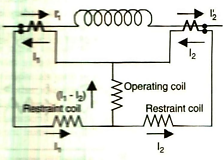 I'₁ I'₂
I₁ I₂
(I₁ - I₂) Operating coil
Restraint coil Restraint coil
I₁ I₂